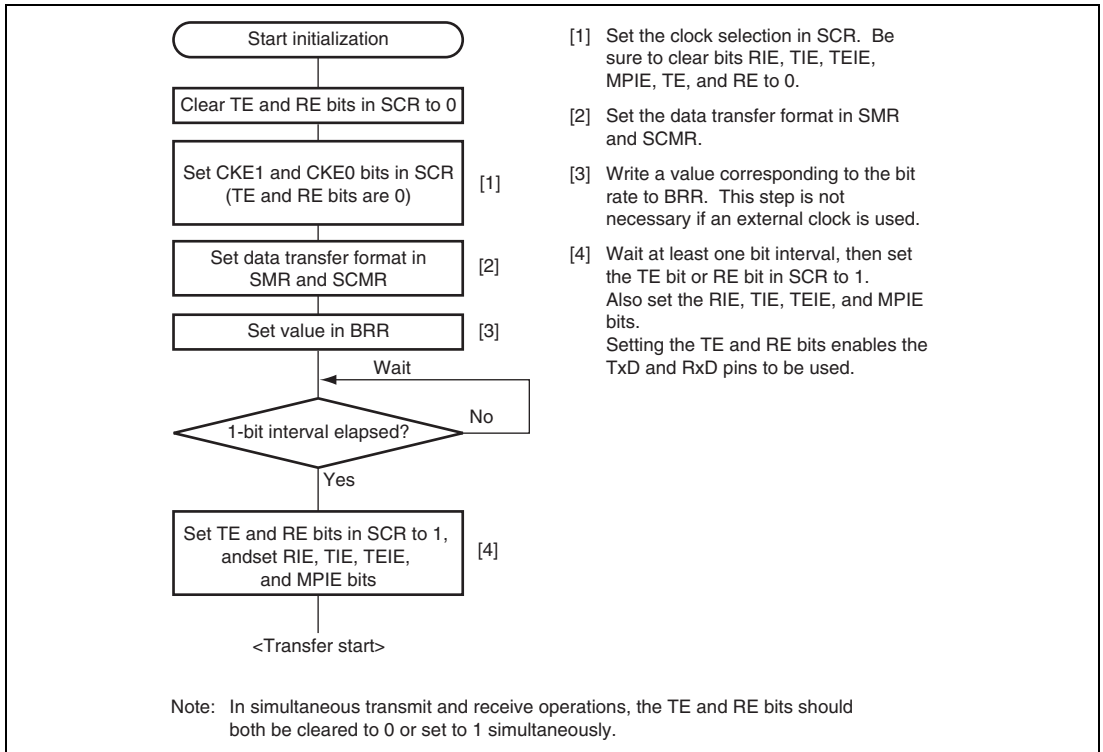 Start initialization
Clear TE and RE bits in SCR to 0
Set CKE1 and CKE0 bits in SCR
(TE and RE bits are 0)
[1]
Set data transfer format in
SMR and SCMR
[2]
Set value in BRR
[3]
Wait
1-bit interval elapsed?
No
Yes
Set TE and RE bits in SCR to 1,
andset RIE, TIE, TEIE,
and MPIE bits
[4]
<Transfer start>
[1] Set the clock selection in SCR. Be
sure to clear bits RIE, TIE, TEIE,
MPIE, TE, and RE to 0.
[2] Set the data transfer format in SMR
and SCMR.
[3] Write a value corresponding to the bit
rate to BRR. This step is not
necessary if an external clock is used.
[4] Wait at least one bit interval, then set
the TE bit or RE bit in SCR to 1.
Also set the RIE, TIE, TEIE, and MPIE
bits.
Setting the TE and RE bits enables the
TxD and RxD pins to be used.
Note: In simultaneous transmit and receive operations, the TE and RE bits should
both be cleared to 0 or set to 1 simultaneously.